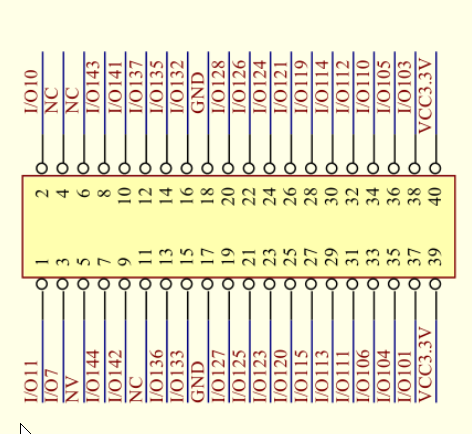 I/O10
NC
NC
I/O143
I/O141
I/O137
I/O135
I/O132
GND
I/O128
I/O126
I/O124
I/O121
I/O119
I/O114
I/O112
I/O110
I/O105
I/O103
VCC3.3V
2
4
6
8
10
12
14
16
18
20
22
24
26
28
30
32
34
36
38
40
1
3
5
7
9
11
13
15
17
19
21
23
25
27
29
31
33
35
37
39
I/O11
I/O7
NV
I/O144
I/O142
NC
I/O136
I/O133
GND
I/O127
I/O125
I/O123
I/O120
I/O115
I/O113
I/O111
I/O106
I/O104
I/O101
VCC3.3V